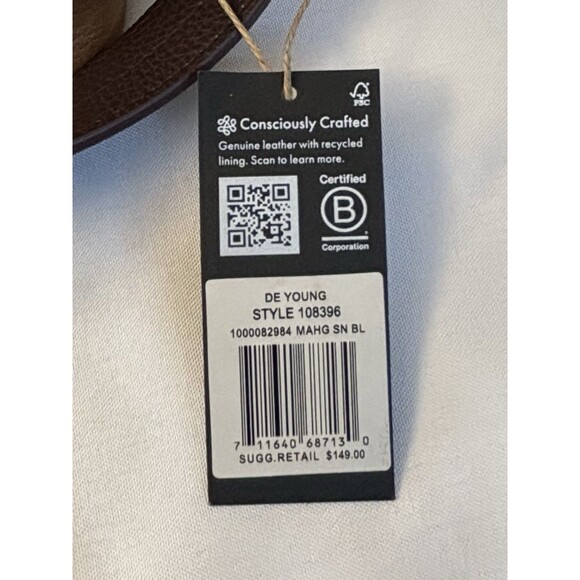 FSC
Consciously Crafted
Genuine leather with recycled
lining. Scan to learn more.
Certified
B
®
Corporation
DE YOUNG
STYLE 108396
1000082984 MAHG SN BL
7 11640 68713 0
SUGG.RETAIL $149.00